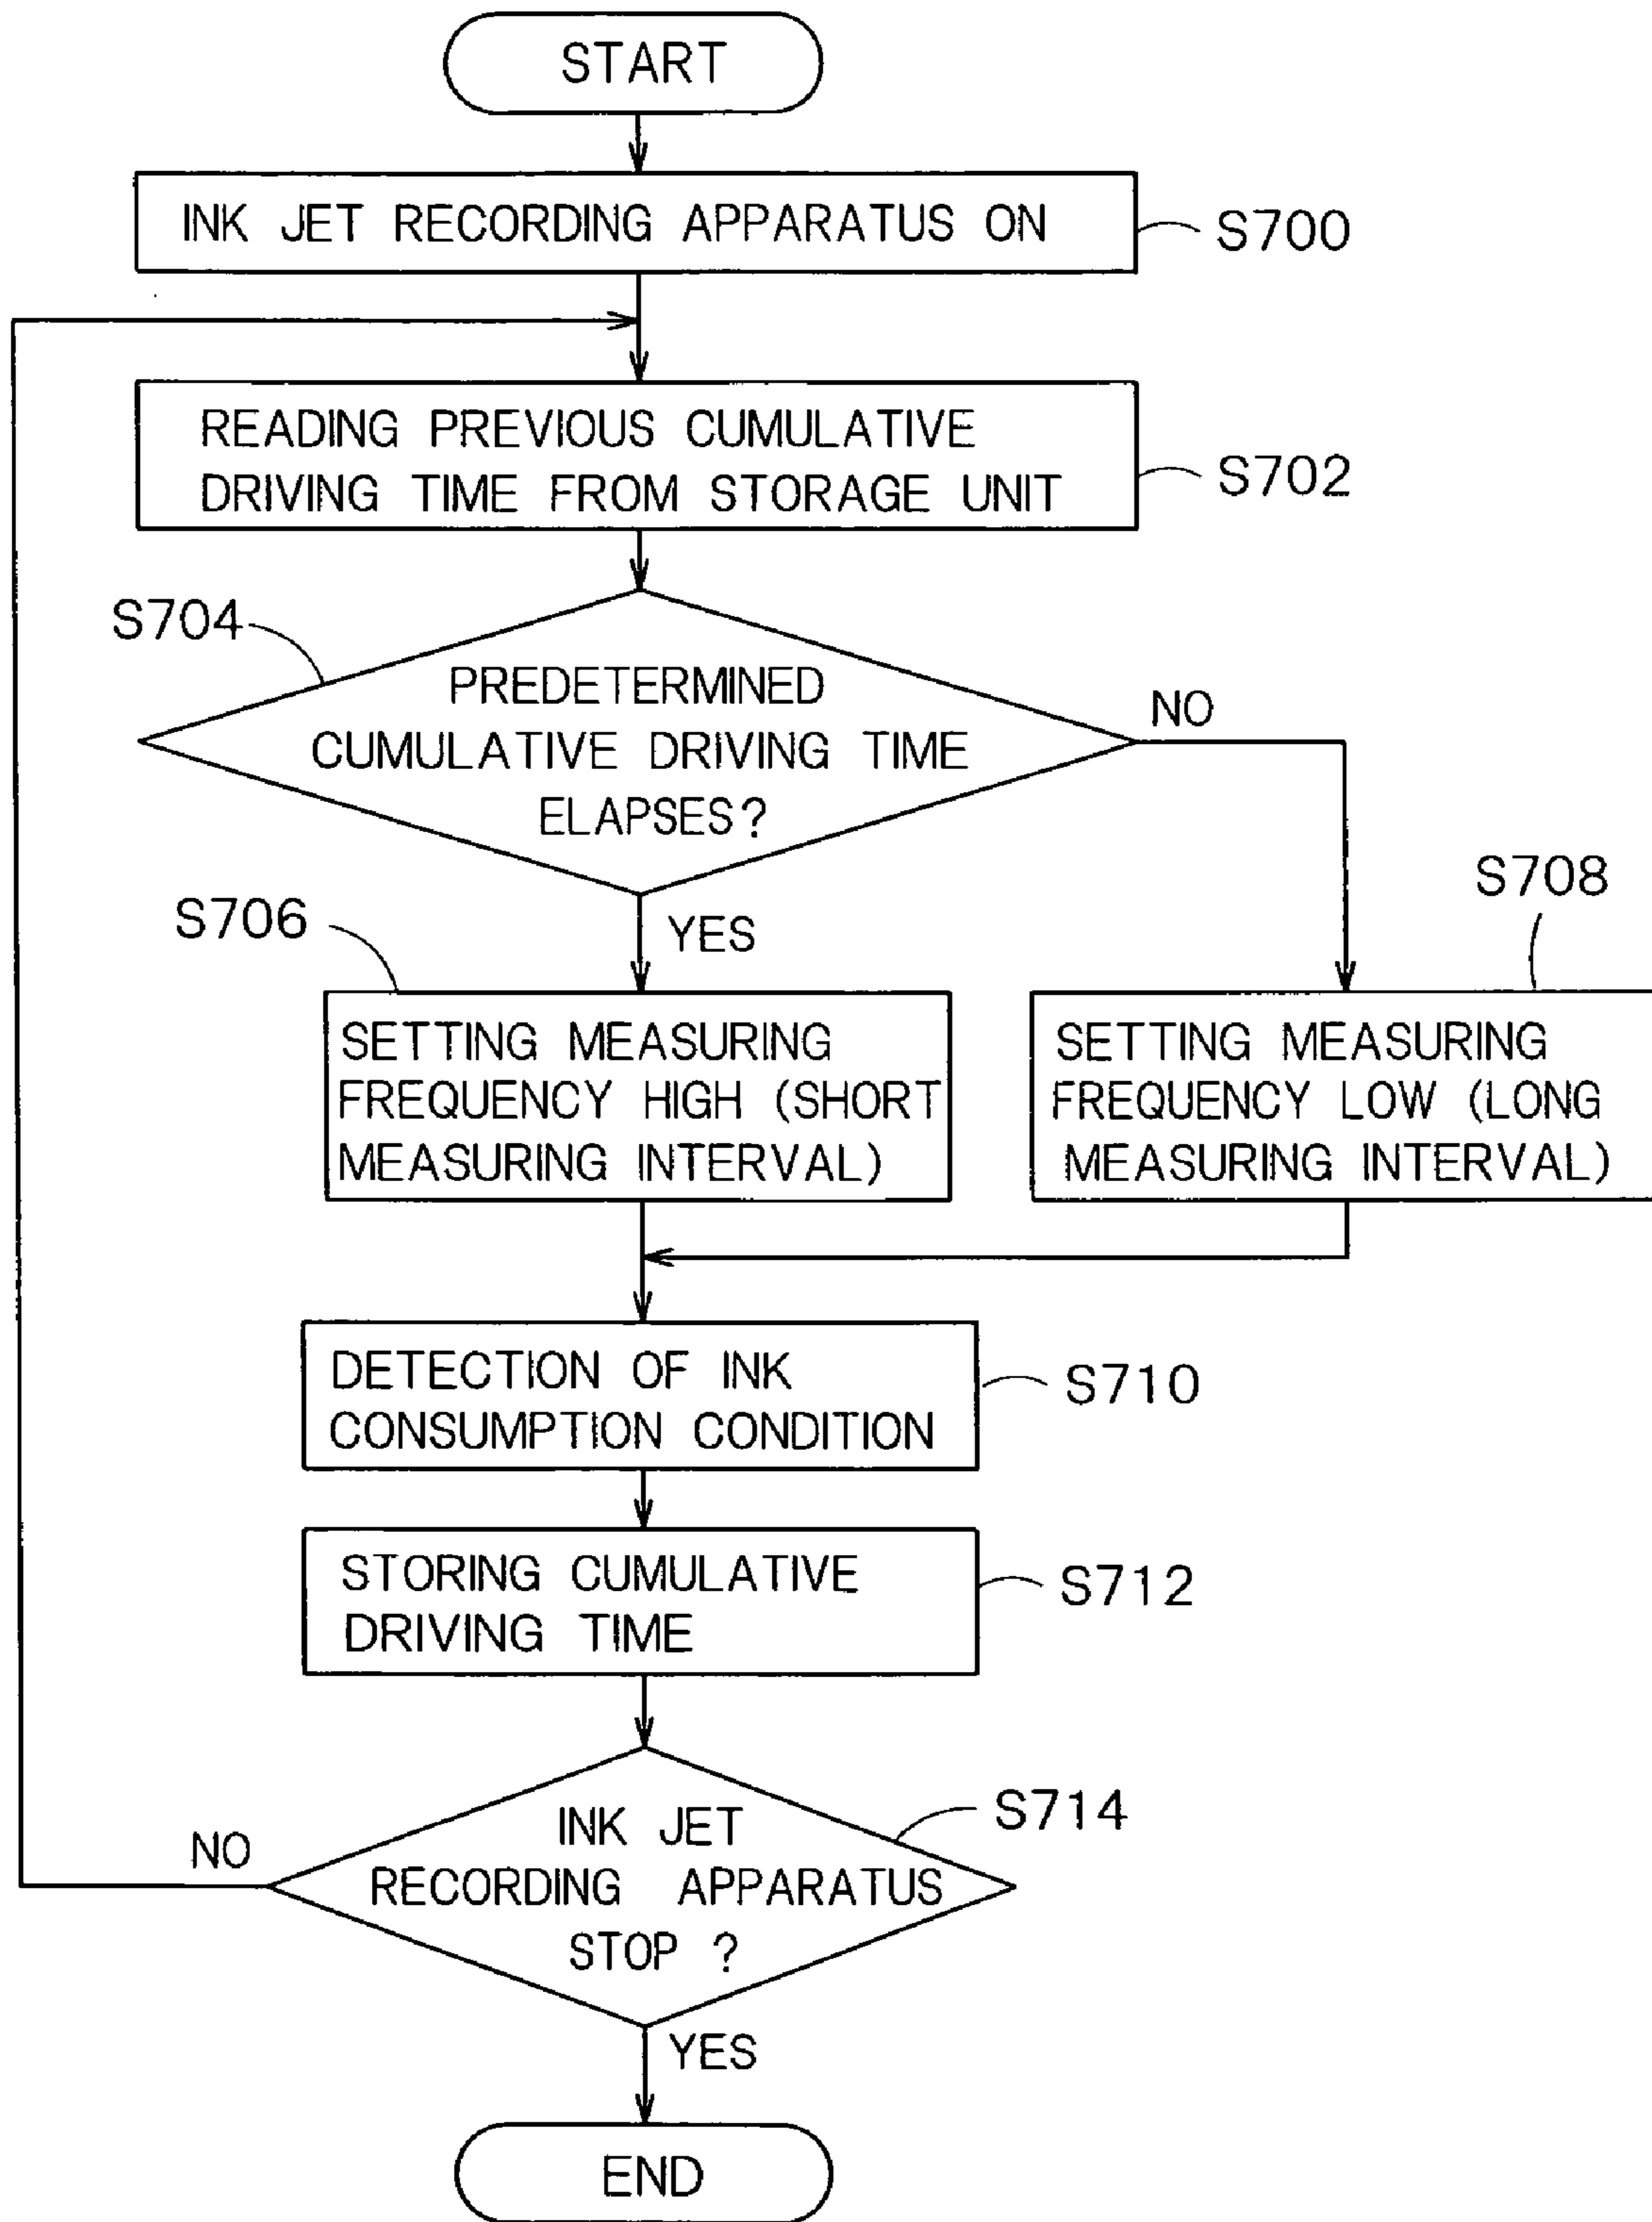 START
INK JET RECORDING APPARATUS ON
S700
READING PREVIOUS CUMULATIVE
DRIVING TIME FROM STORAGE UNIT
S702
S704
PREDETERMINED
CUMULATIVE DRIVING TIME
ELAPSES?
NO
YES
S706
SETTING MEASURING
FREQUENCY HIGH (SHORT
MEASURING INTERVAL)
S708
SETTING MEASURING
FREQUENCY LOW (LONG
MEASURING INTERVAL)
DETECTION OF INK
CONSUMPTION CONDITION
S710
STORING CUMULATIVE
DRIVING TIME
S712
INK JET
RECORDING APPARATUS
STOP ?
S714
NO
YES
END